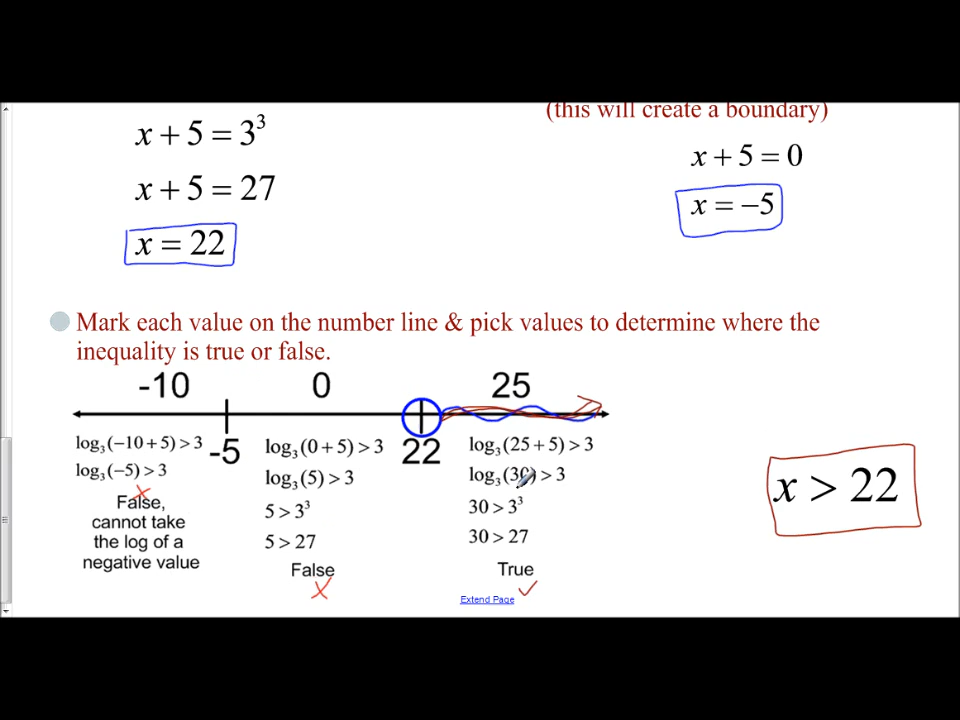 (this will create a boundary)
x + 5 = 3³
x + 5 = 27
x = 22
x + 5 = 0
x = −5
Mark each value on the number line & pick values to determine where the
inequality is true or false.
-10 0 25
-5 22
log₃(−10 + 5) > 3
log₃(−5) > 3
False,
cannot take
the log of a
negative value
log₃(0 + 5) > 3
log₃(5) > 3
5 > 3³
5 > 27
False
log₃(25 + 5) > 3
log₃(30) > 3
30 > 3³
30 > 27
True
x > 22
Extend Page